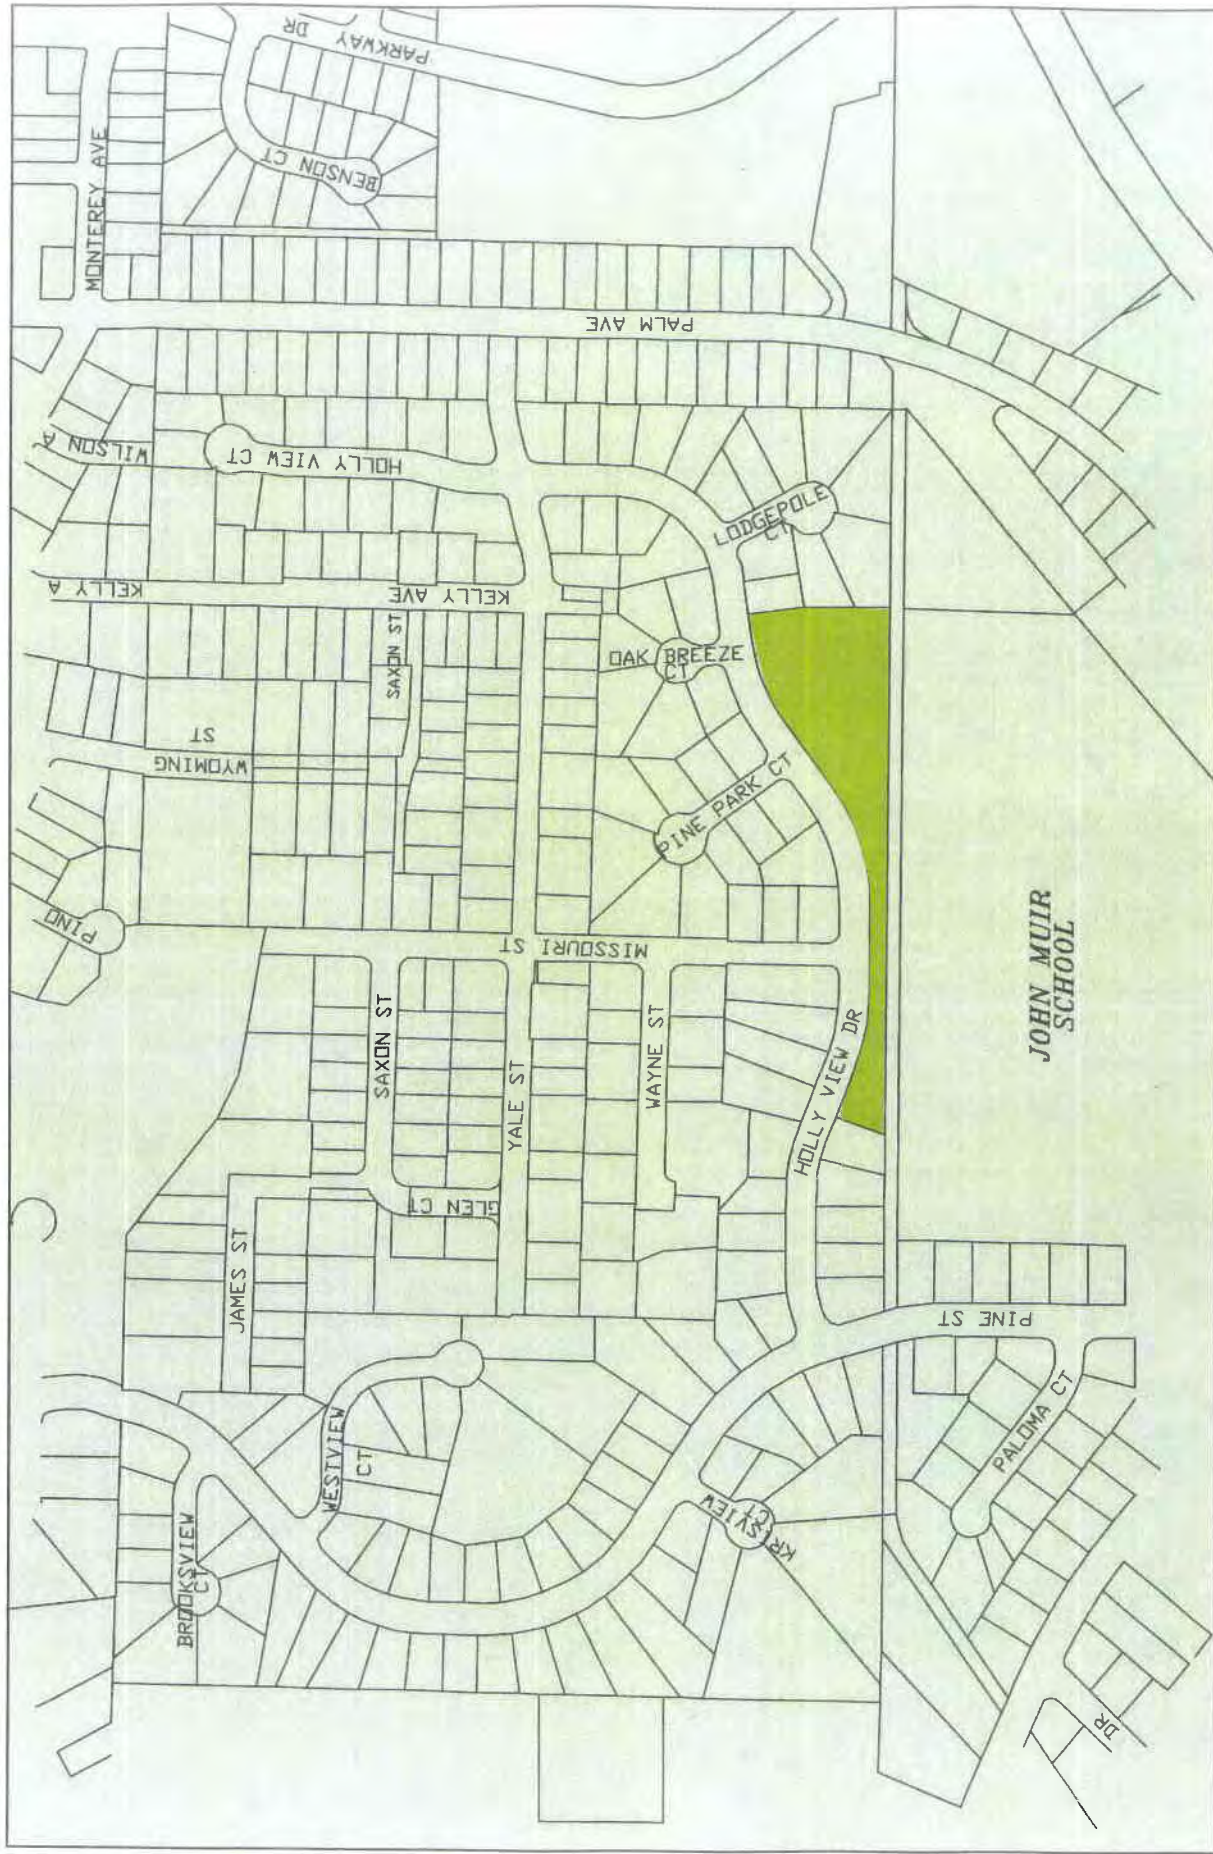 PARKWAY DR
BENSON CT
MONTEREY AVE
PALM AVE
WILSON A
HOLLY VIEW CT
LODGEPOLE
CT
KELLY A
KELLY AVE
SAXON ST
OAK BREEZE
CT
WYOMING
ST
PINE PARK CT
PINO
MISSOURI ST
JOHN MUIR
SCHOOL
SAXON ST
YALE ST
WAYNE ST
HOLLY VIEW DR
GLEN CT
JAMES ST
PINE ST
PALOMA CT
WESTVIEW
CT
KRISVIEW
CT
BROOKSVIEW
CT
DR